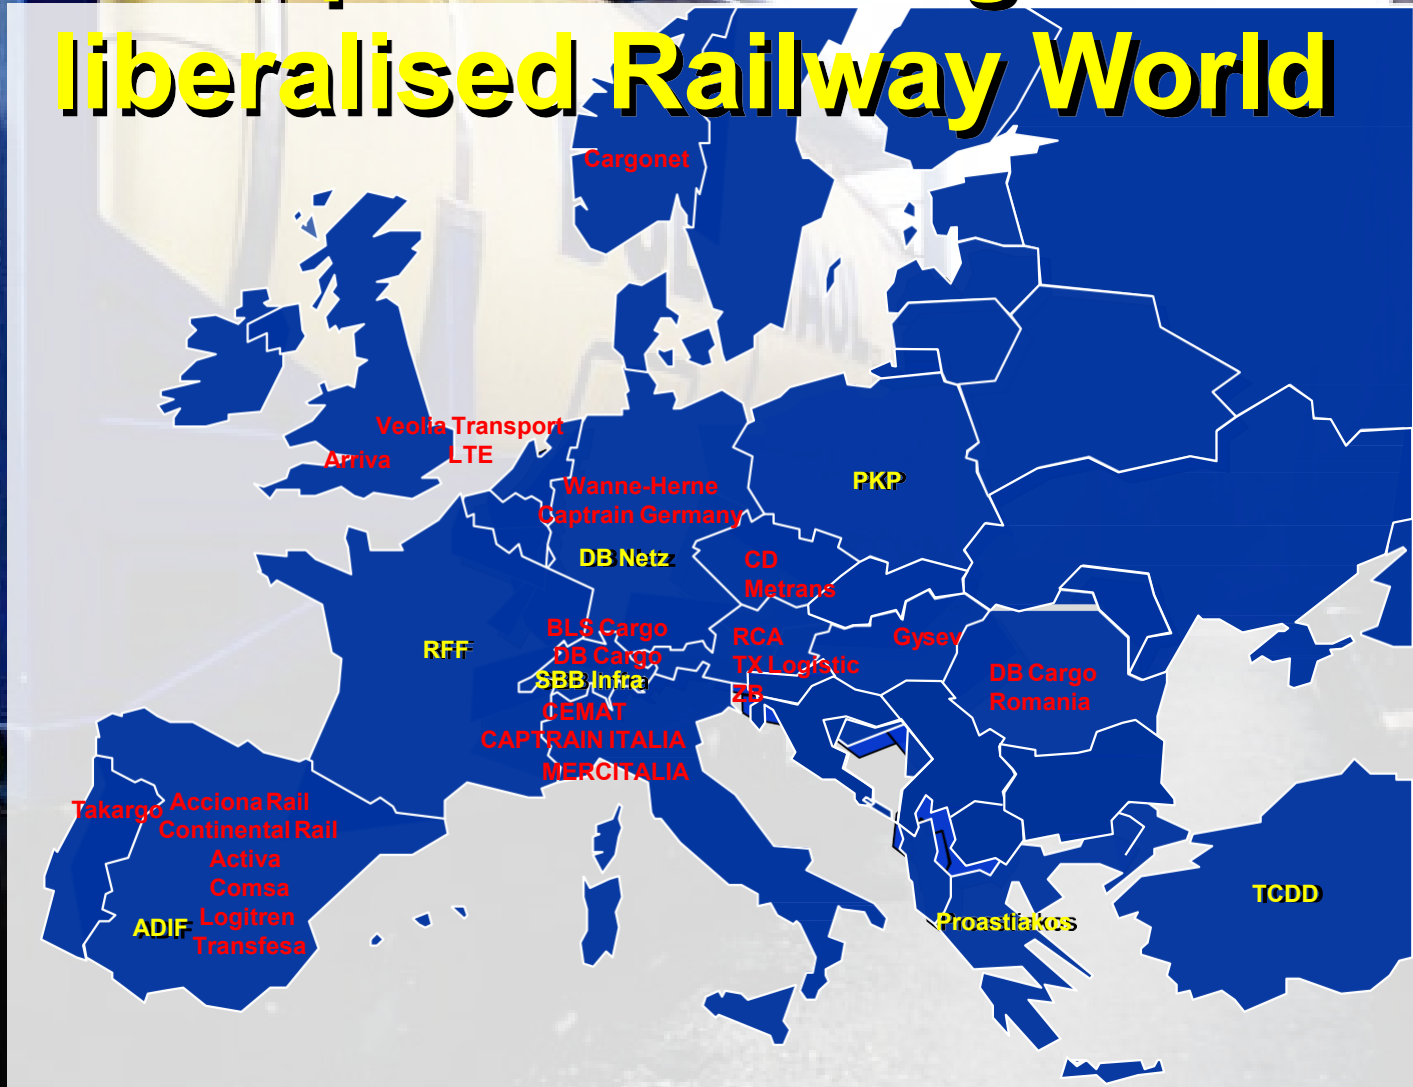 liberalised Railway World
Cargonet
Veolia Transport
LTE
Arriva
Wanne-Herne
Captrain Germany
PKP
DB Netz
CD
Metrans
BLS Cargo
DB Cargo
SBB Infra
RFF
RCA
TX Logistic
ZB
Gysev
DB Cargo
Romania
CEMAT
CAPTRAIN ITALIA
MERCITALIA
Takargo
Acciona Rail
Continental Rail
Activa
Comsa
Logitren
Transfesa
ADIF
Proastiakos
TCDD